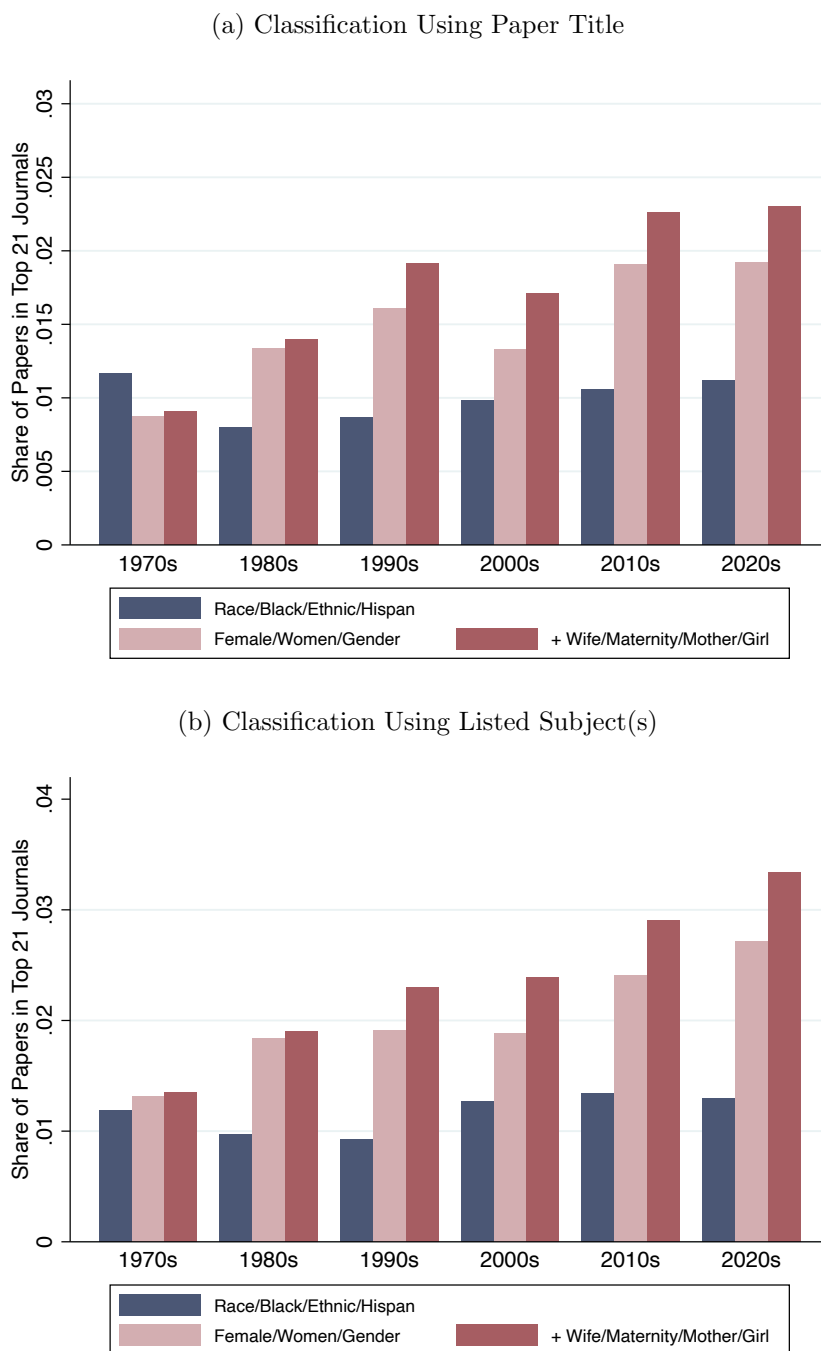 (a) Classification Using Paper Title
Share of Papers in Top 21 Journals
.03
.025
.02
.015
.01
.005
0
1970s 1980s 1990s 2000s 2010s 2020s
Race/Black/Ethnic/Hispan
Female/Women/Gender + Wife/Maternity/Mother/Girl
(b) Classification Using Listed Subject(s)
Share of Papers in Top 21 Journals
.04
.03
.02
.01
0
1970s 1980s 1990s 2000s 2010s 2020s
Race/Black/Ethnic/Hispan
Female/Women/Gender + Wife/Maternity/Mother/Girl